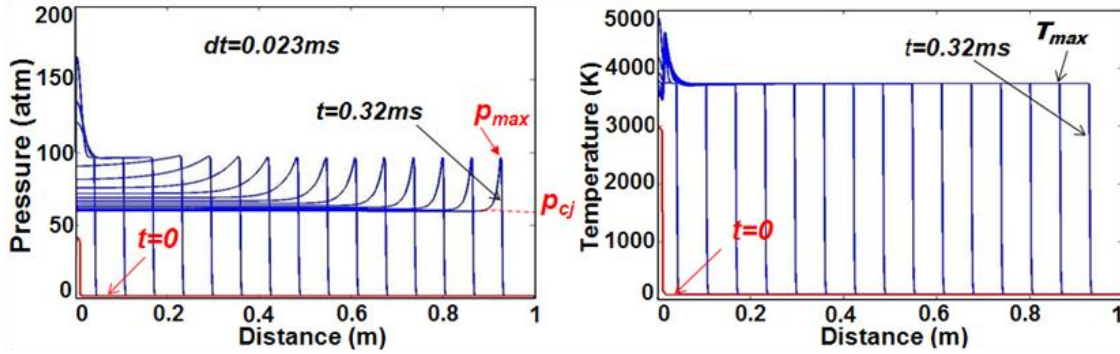 200
150
100
50
0
Pressure (atm)
dt=0.023ms
t=0.32ms
p_max
p_cj
t=0
0 0.2 0.4 0.6 0.8 1
Distance (m)
5000
4000
3000
2000
1000
0
Temperature (K)
t=0.32ms
T_max
t=0
0 0.2 0.4 0.6 0.8 1
Distance (m)